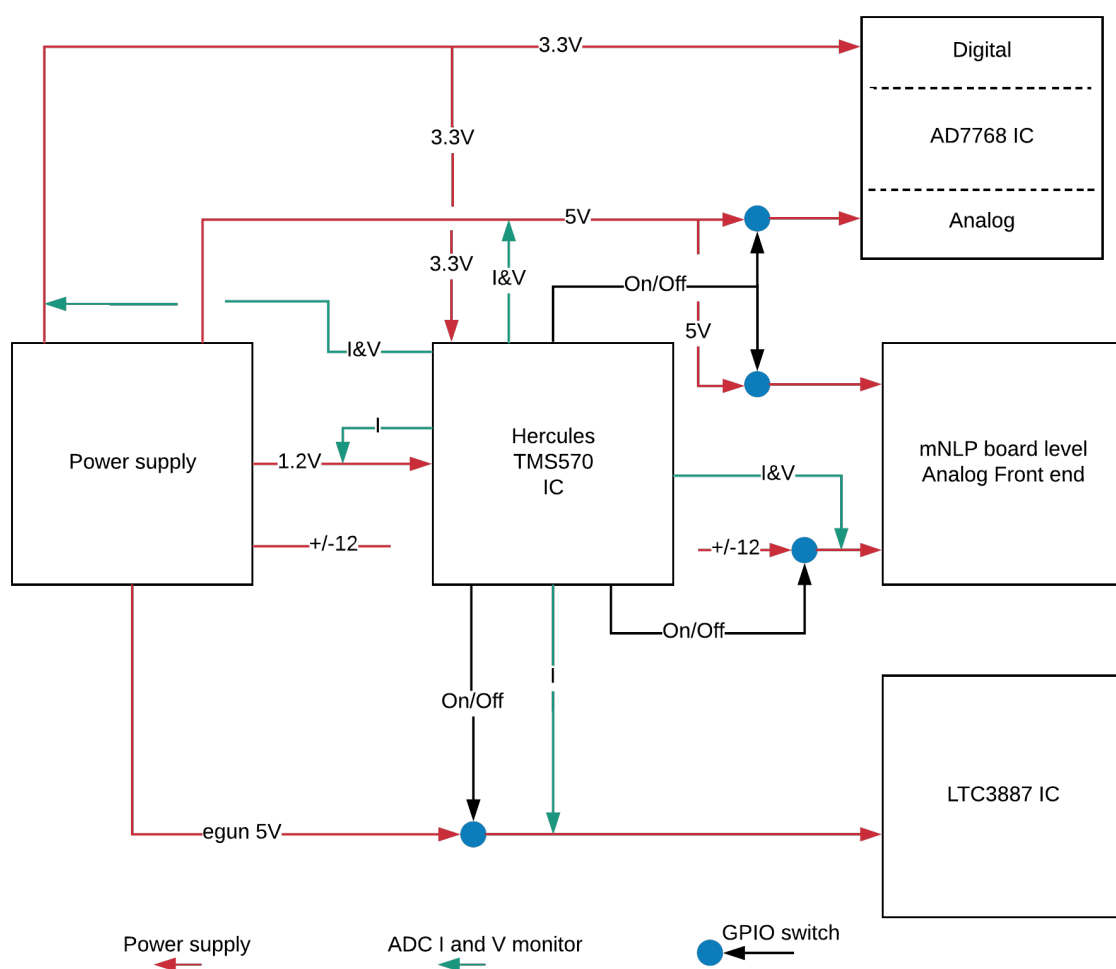 3.3V
Digital
3.3V
AD7768 IC
5V
Analog
3.3V
I&V
On/Off
5V
I&V
I
Power supply
1.2V
Hercules
TMS570
IC
mNLP board level
Analog Front end
I&V
+/-12
+/-12
On/Off
I
On/Off
LTC3887 IC
egun 5V
Power supply
ADC I and V monitor
GPIO switch